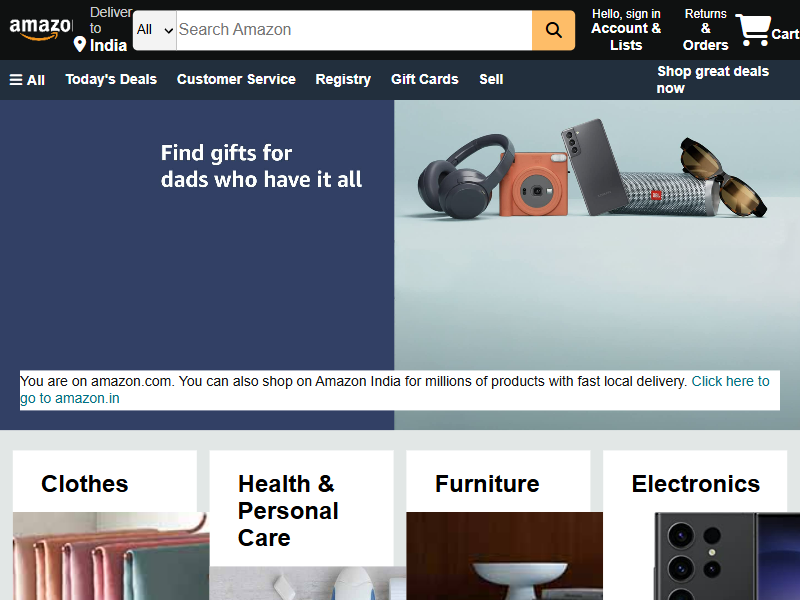 amazo
Deliver
to
India
All
Search Amazon
Hello, sign in
Account &
Lists
Returns
&
Orders
Cart
All
Today's Deals
Customer Service
Registry
Gift Cards
Sell
Shop great deals
now
Find gifts for
dads who have it all
JBL
You are on amazon.com. You can also shop on Amazon India for millions of products with fast local delivery. Click here to
go to amazon.in
Clothes
Health &
Personal
Care
Furniture
Electronics